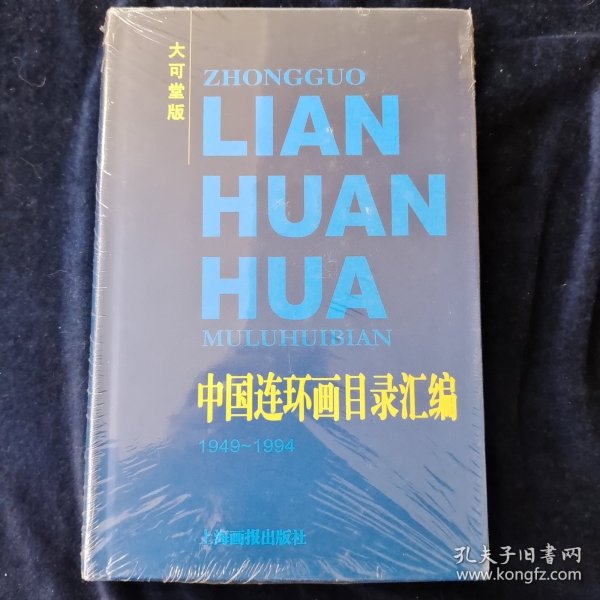 大可堂版
ZHONGGUO
LIAN
HUAN
HUA
MULUHUIBIAN
中国连环画目录汇编
1949~1994
上海画报出版社
孔夫子旧书网
www.kongfz.com